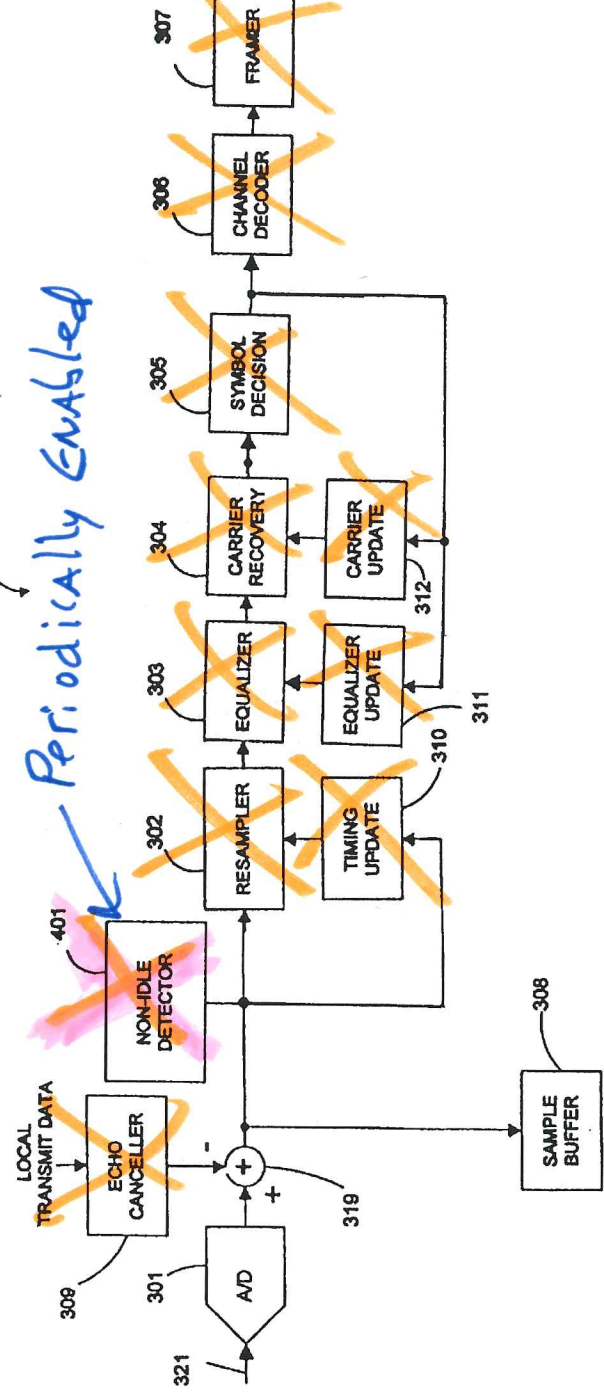 Periodically ENAbled
LOCAL
TRANSMIT DATA
ECHO
CANCELLER
309
NON-IDLE
DETECTOR
401
321
A/D
301
+
-
+
319
SAMPLE
BUFFER
308
RESAMPLER
302
TIMING
UPDATE
310
EQUALIZER
303
EQUALIZER
UPDATE
311
CARRIER
RECOVERY
304
CARRIER
UPDATE
312
SYMBOL
DECISION
305
CHANNEL
DECODER
306
FRAMER
307